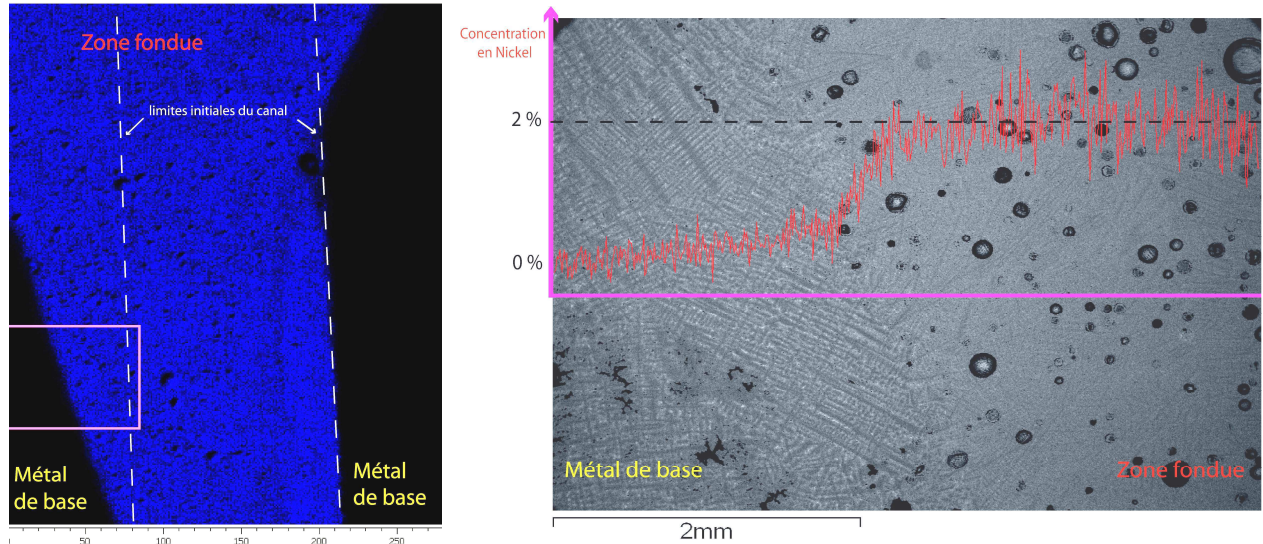 Zone fondue
limites initiales du canal
Métal
de base
Métal
de base
50
100
150
200
250
Concentration
en Nickel
2 %
0 %
Métal de base
Zone fondue
2mm